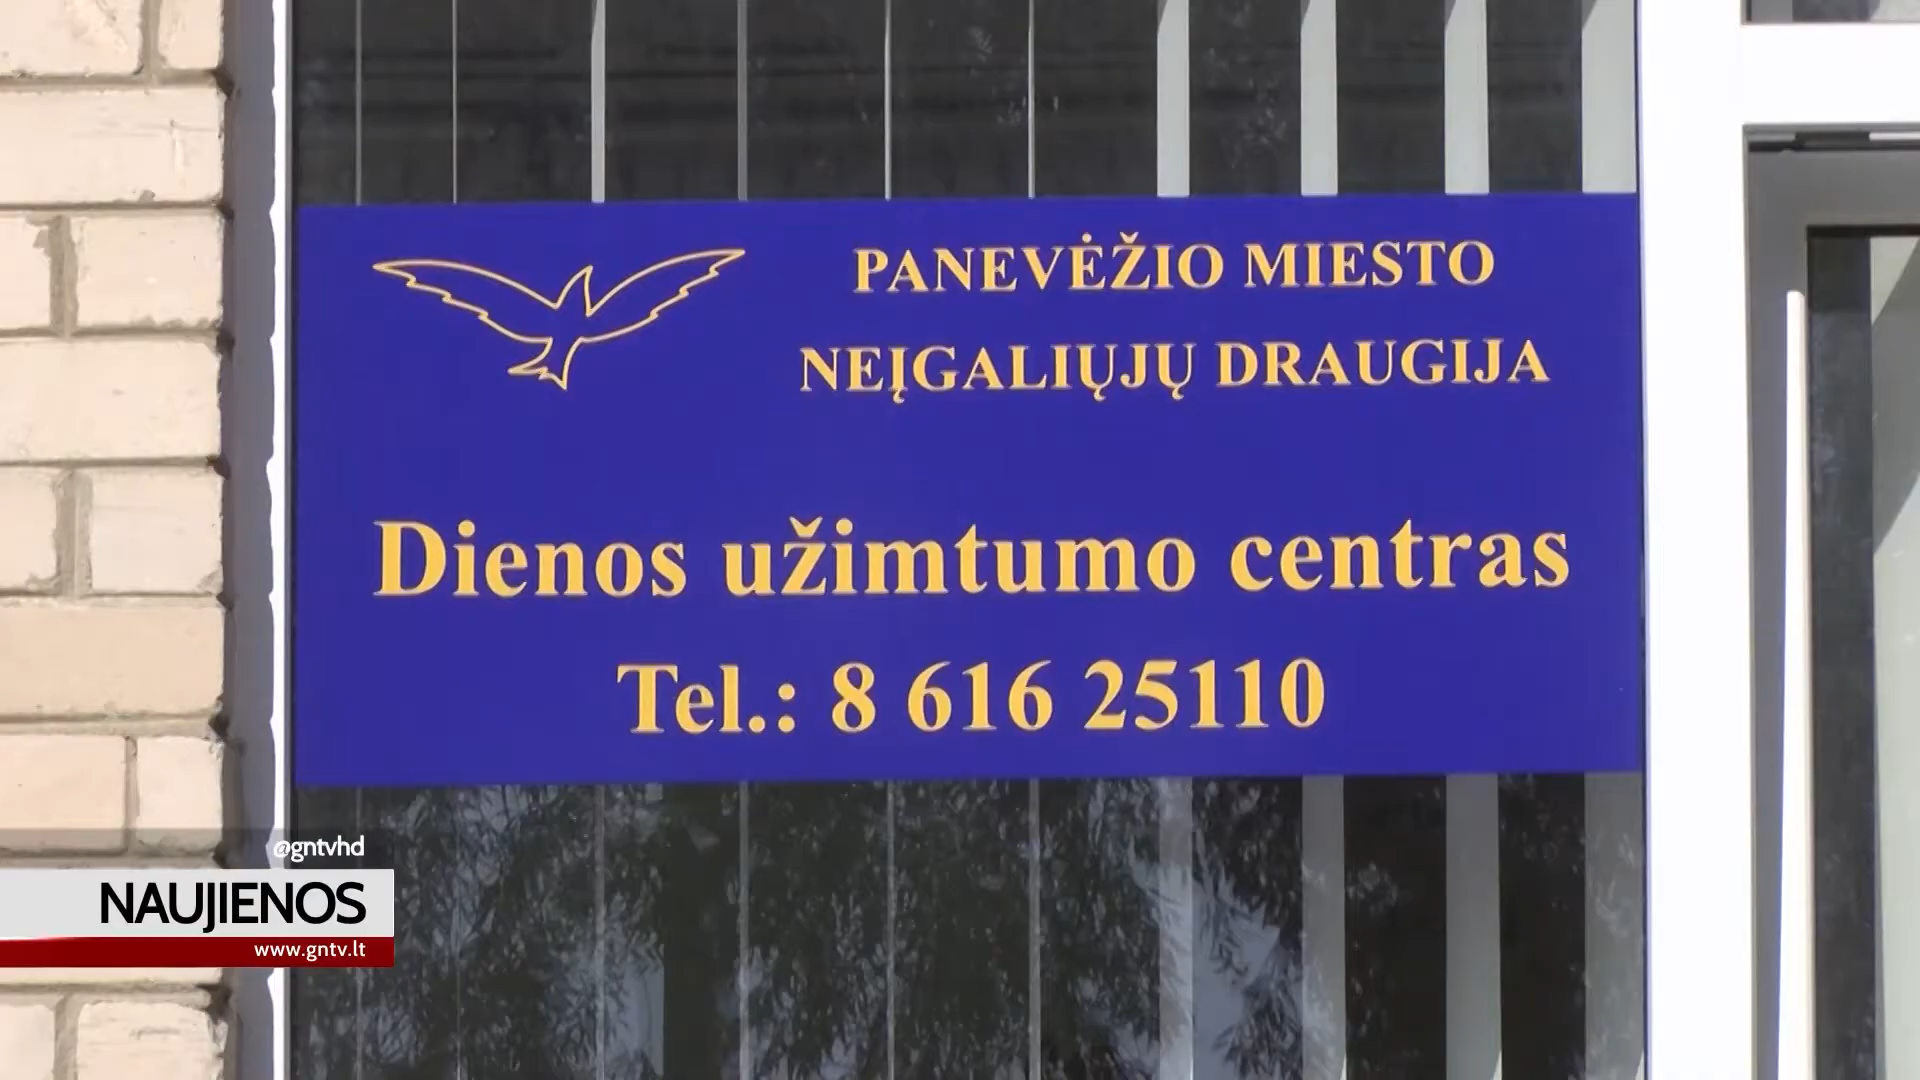 PANEVĖŽIO MIESTO
NEĮGALIŲJŲ DRAUGIJA
Dienos užimtumo centras
Tel.: 8 616 25110
@gntvhd
NAUJIENOS
www.gntv.lt